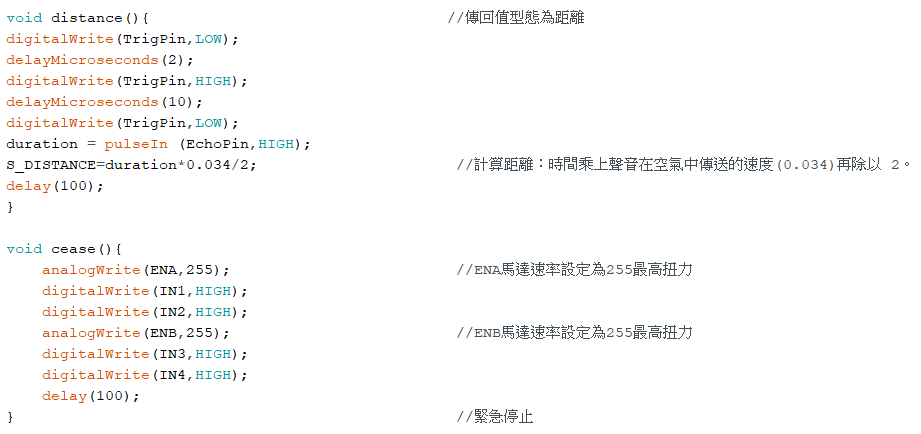 void distance(){ //傳回值型態為距離
digitalWrite(TrigPin,LOW);
delayMicroseconds(2);
digitalWrite(TrigPin,HIGH);
delayMicroseconds(10);
digitalWrite(TrigPin,LOW);
duration = pulseIn (EchoPin,HIGH);
S_DISTANCE=duration*0.034/2; //計算距離：時間乘上聲音在空氣中傳送的速度(0.034)再除以 2。
delay(100);
}

void cease(){
    analogWrite(ENA,255); //ENA馬達速率設定為255最高扭力
    digitalWrite(IN1,HIGH);
    digitalWrite(IN2,HIGH);
    analogWrite(ENB,255); //ENB馬達速率設定為255最高扭力
    digitalWrite(IN3,HIGH);
    digitalWrite(IN4,HIGH);
    delay(100);
} //緊急停止